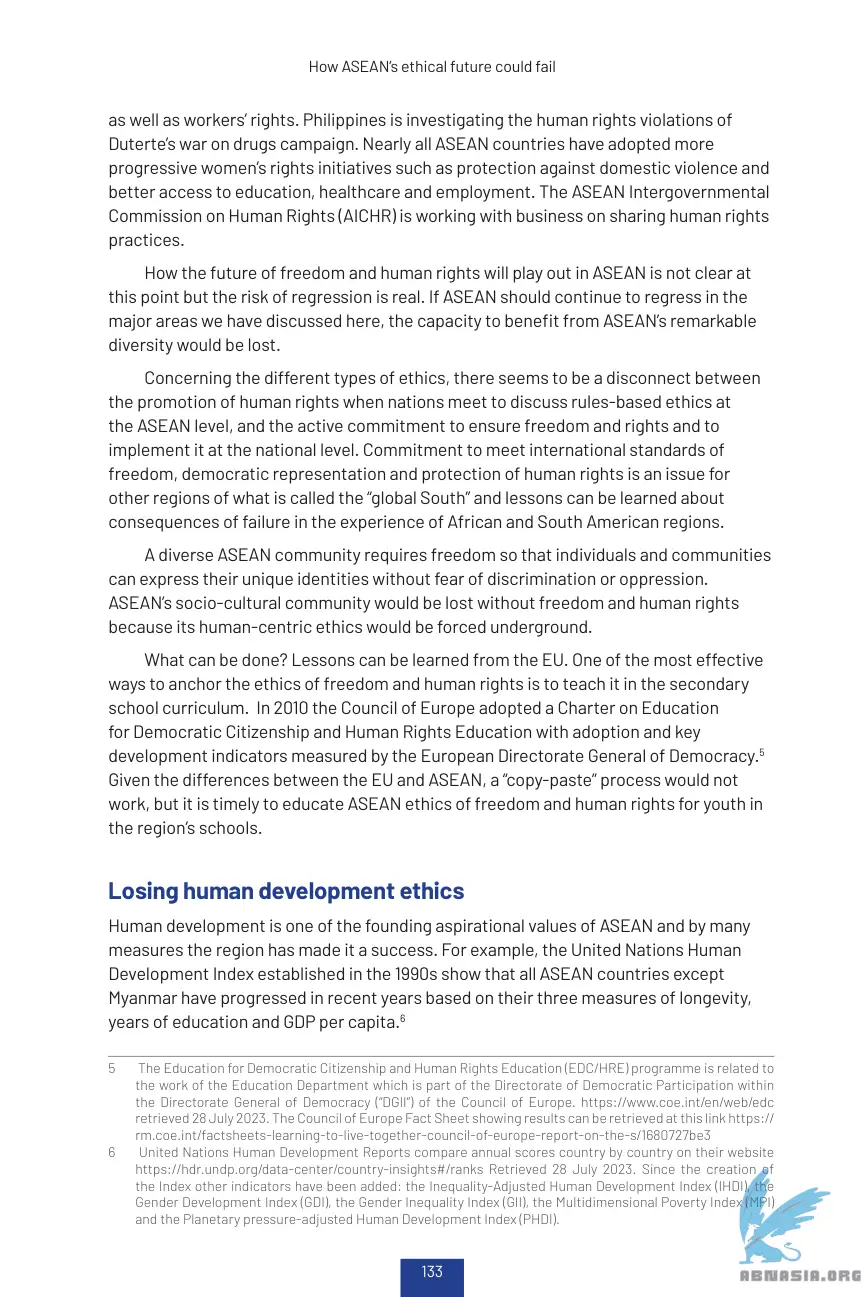 How ASEAN's ethical future could fail
as well as workers' rights. Philippines is investigating the human rights violations of
Duterte's war on drugs campaign. Nearly all ASEAN countries have adopted more
progressive women's rights initiatives such as protection against domestic violence and
better access to education, healthcare and employment. The ASEAN Intergovernmental
Commission on Human Rights (AICHR) is working with business on sharing human rights
practices.
How the future of freedom and human rights will play out in ASEAN is not clear at
this point but the risk of regression is real. If ASEAN should continue to regress in the
major areas we have discussed here, the capacity to benefit from ASEAN's remarkable
diversity would be lost.
Concerning the different types of ethics, there seems to be a disconnect between
the promotion of human rights when nations meet to discuss rules-based ethics at
the ASEAN level, and the active commitment to ensure freedom and rights and to
implement it at the national level. Commitment to meet international standards of
freedom, democratic representation and protection of human rights is an issue for
other regions of what is called the “global South” and lessons can be learned about
consequences of failure in the experience of African and South American regions.
A diverse ASEAN community requires freedom so that individuals and communities
can express their unique identities without fear of discrimination or oppression.
ASEAN's socio-cultural community would be lost without freedom and human rights
because its human-centric ethics would be forced underground.
What can be done? Lessons can be learned from the EU. One of the most effective
ways to anchor the ethics of freedom and human rights is to teach it in the secondary
school curriculum. In 2010 the Council of Europe adopted a Charter on Education
for Democratic Citizenship and Human Rights Education with adoption and key
development indicators measured by the European Directorate General of Democracy.5
Given the differences between the EU and ASEAN, a “copy-paste” process would not
work, but it is timely to educate ASEAN ethics of freedom and human rights for youth in
the region's schools.
Losing human development ethics
Human development is one of the founding aspirational values of ASEAN and by many
measures the region has made it a success. For example, the United Nations Human
Development Index established in the 1990s show that all ASEAN countries except
Myanmar have progressed in recent years based on their three measures of longevity,
years of education and GDP per capita.6
5 The Education for Democratic Citizenship and Human Rights Education (EDC/HRE) programme is related to
the work of the Education Department which is part of the Directorate of Democratic Participation within
the Directorate General of Democracy (“DGII”) of the Council of Europe. https://www.coe.int/en/web/edc
retrieved 28 July 2023. The Council of Europe Fact Sheet showing results can be retrieved at this link https://
rm.coe.int/factsheets-learning-to-live-together-council-of-europe-report-on-the-s/1680727be3
6 United Nations Human Development Reports compare annual scores country by country on their website
https://hdr.undp.org/data-center/country-insights#/ranks Retrieved 28 July 2023. Since the creation of
the Index other indicators have been added: the Inequality-Adjusted Human Development Index (IHDI), the
Gender Development Index (GDI), the Gender Inequality Index (GII), the Multidimensional Poverty Index (MPI)
and the Planetary pressure-adjusted Human Development Index (PHDI).
133
ABNASIA.ORG